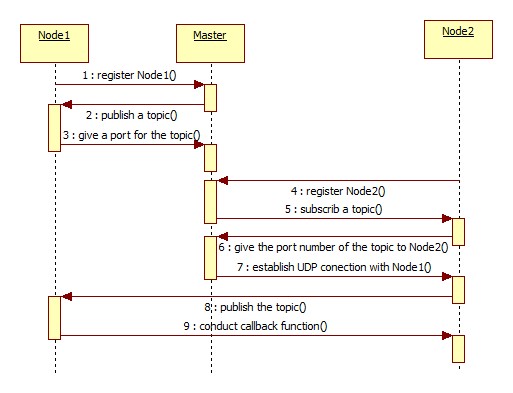 Node1
Master
Node2
1 : register Node1()
2 : publish a topic()
3 : give a port for the topic()
4 : register Node2()
5 : subscrib a topic()
6 : give the port number of the topic to Node2()
7 : establish UDP conection with Node1()
8 : publish the topic()
9 : conduct callback function()